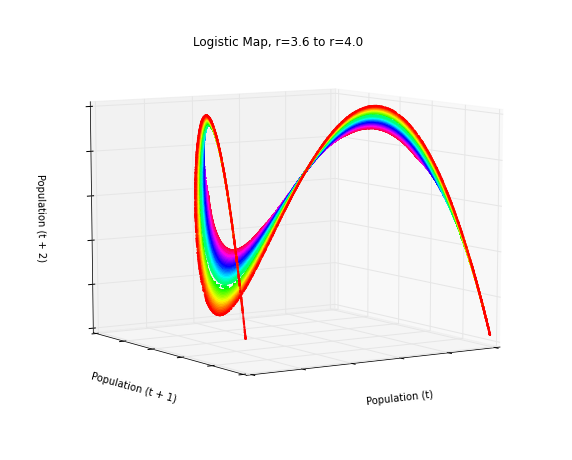 Logistic Map, r=3.6 to r=4.0
Population (t + 2)
Population (t + 1)
Population (t)